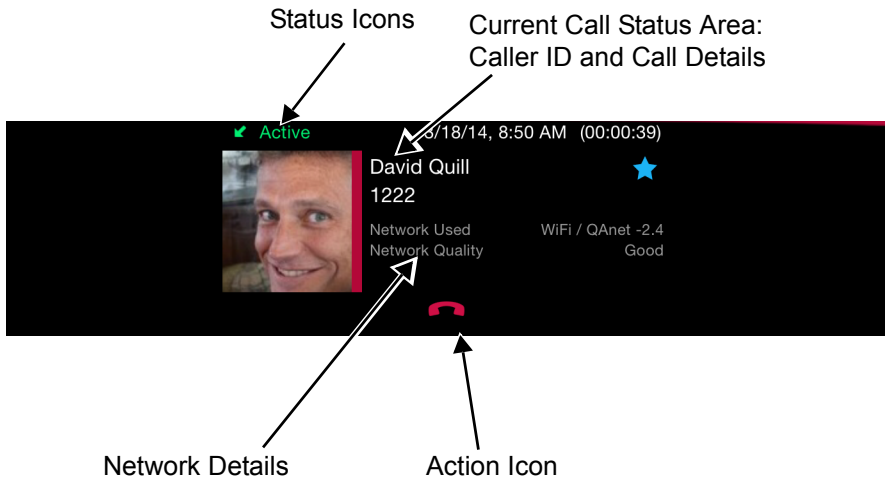 Status Icons
Current Call Status Area:
Caller ID and Call Details
Active
/18/14, 8:50 AM (00:00:39)
David Quill
1222
Network Used WiFi / QAnet -2.4
Network Quality Good
Network Details
Action Icon